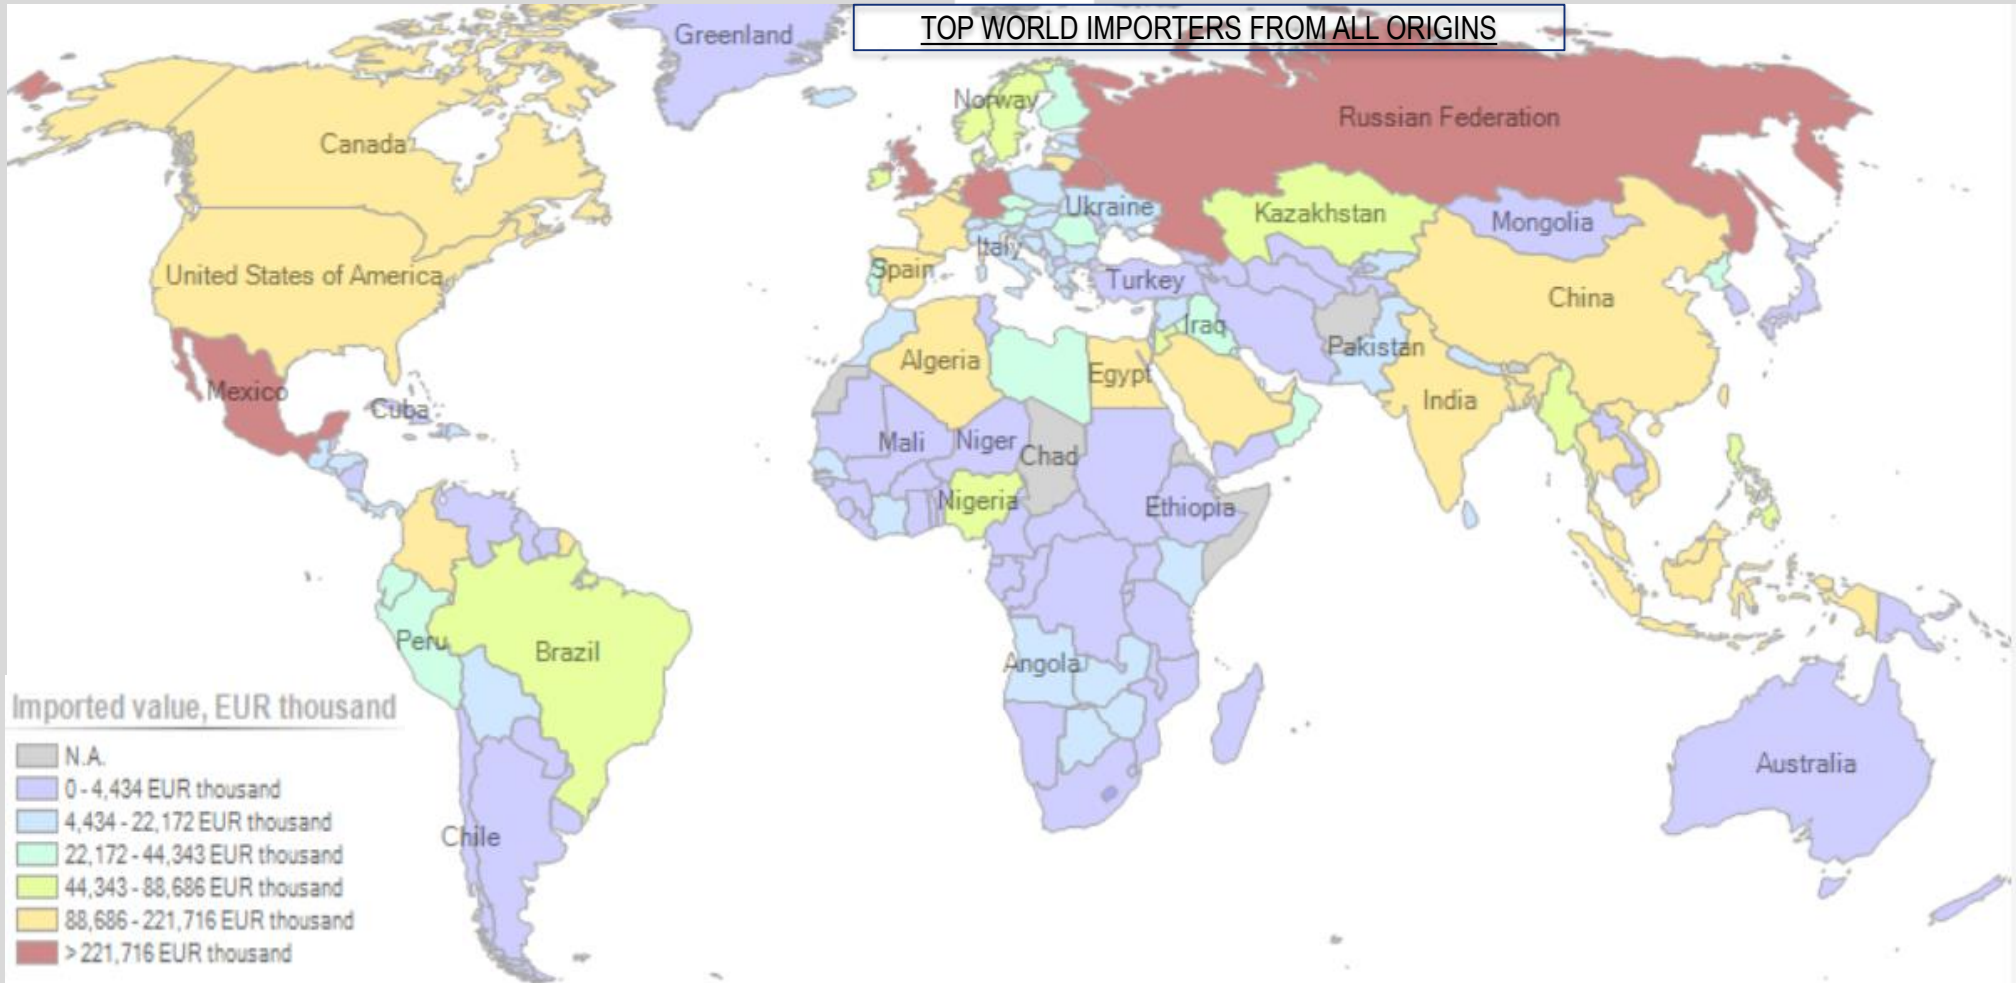 TOP WORLD IMPORTERS FROM ALL ORIGINS
Greenland
Norway
Canada
Russian Federation
Ukraine
Kazakhstan
Mongolia
Italy
United States of America
Spain
Turkey
China
Iraq
Pakistan
Algeria
Egypt
India
Mexico
Cuba
Mali
Niger
Chad
Nigeria
Ethiopia
Peru
Brazil
Angola
Australia
Chile
Imported value, EUR thousand
N.A.
0 - 4,434 EUR thousand
4,434 - 22,172 EUR thousand
22,172 - 44,343 EUR thousand
44,343 - 88,686 EUR thousand
88,686 - 221,716 EUR thousand
> 221,716 EUR thousand